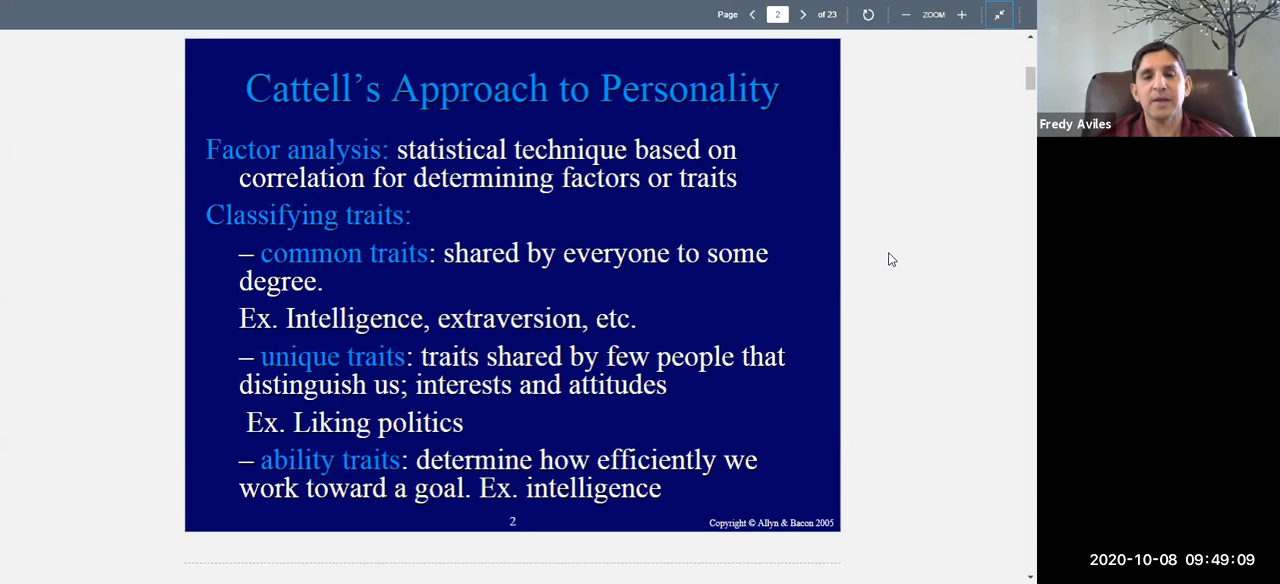 Page 2 of 23 ZOOM
Cattell's Approach to Personality
Factor analysis: statistical technique based on
correlation for determining factors or traits
Classifying traits:
– common traits: shared by everyone to some
degree.
Ex. Intelligence, extraversion, etc.
– unique traits: traits shared by few people that
distinguish us; interests and attitudes
Ex. Liking politics
– ability traits: determine how efficiently we
work toward a goal. Ex. intelligence
2
Copyright © Allyn & Bacon 2005
Fredy Aviles
2020-10-08 09:49:09